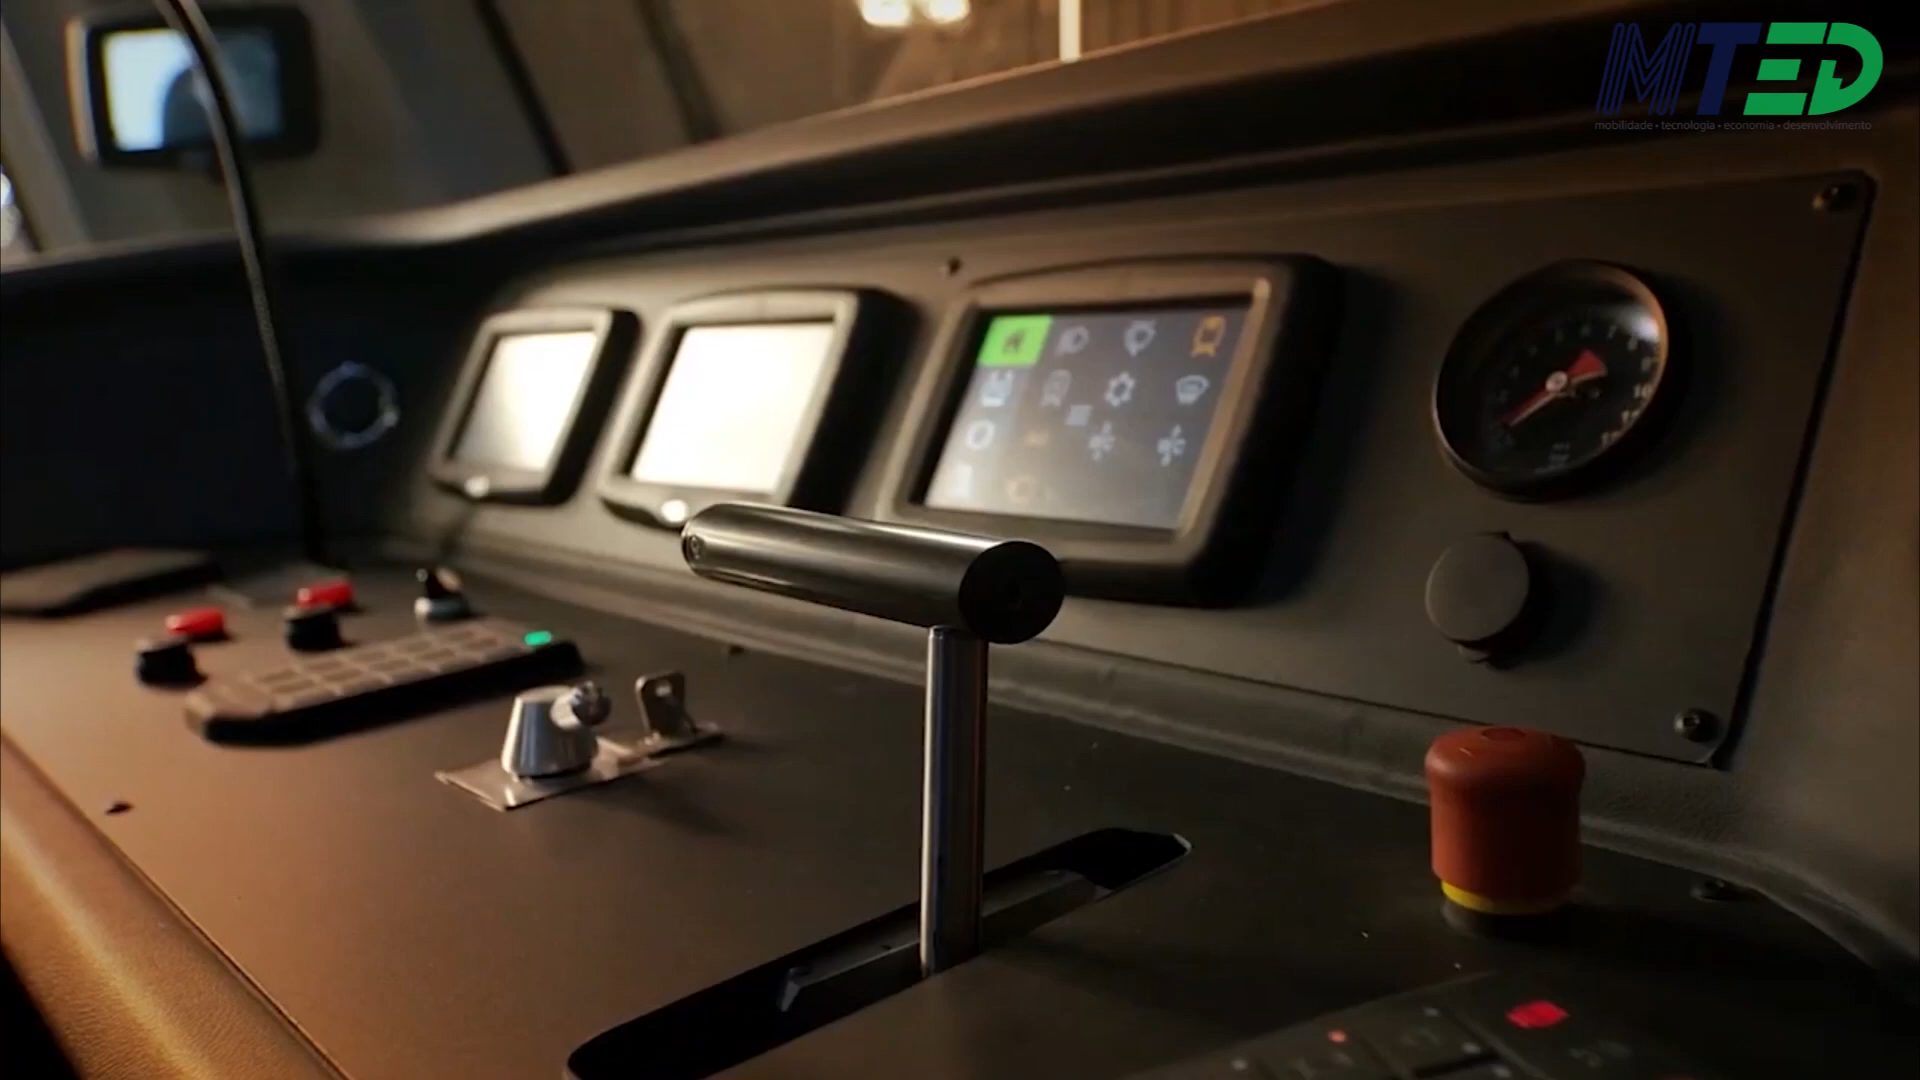 MTED
mobilidade • tecnologia • economia • desenvolvimento